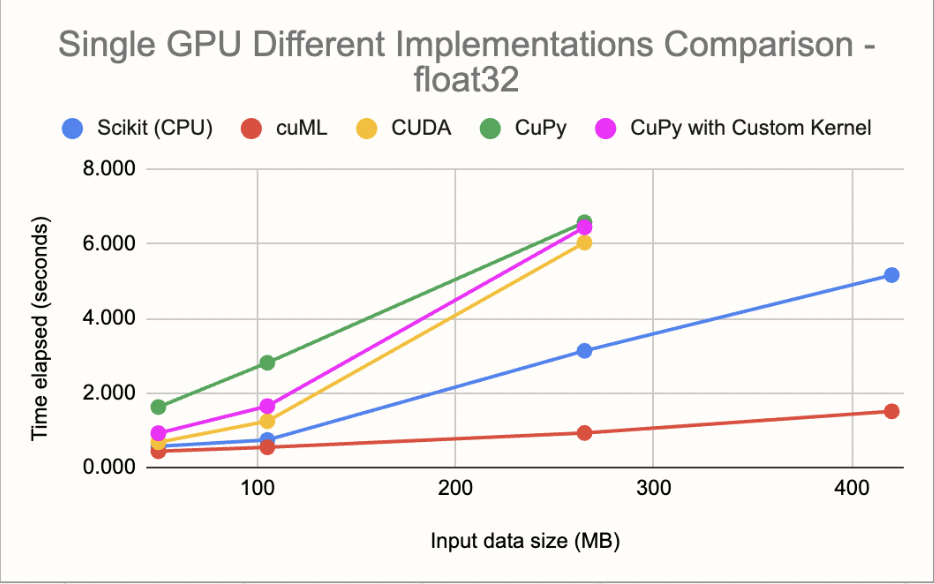 Single GPU Different Implementations Comparison -
float32
Scikit (CPU) cuML CUDA CuPy CuPy with Custom Kernel
8.000
6.000
4.000
2.000
0.000
Time elapsed (seconds)
100 200 300 400
Input data size (MB)